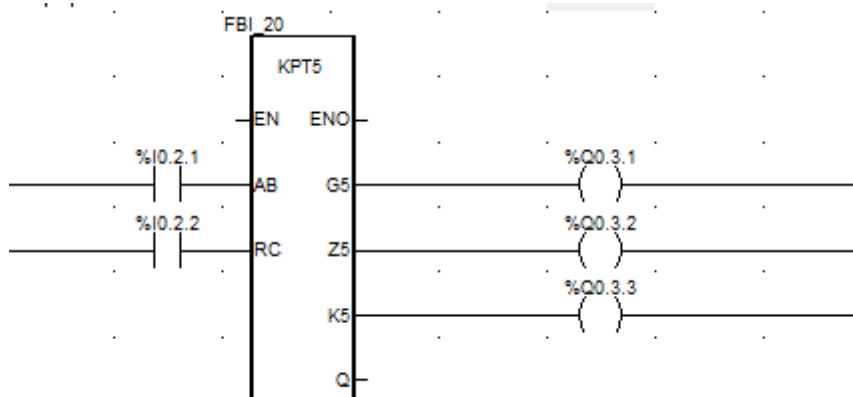 FBI_20
KPT5
EN ENO
%I0.2.1 %Q0.3.1
AB G5
%I0.2.2 %Q0.3.2
RC Z5
%Q0.3.3
K5
Q